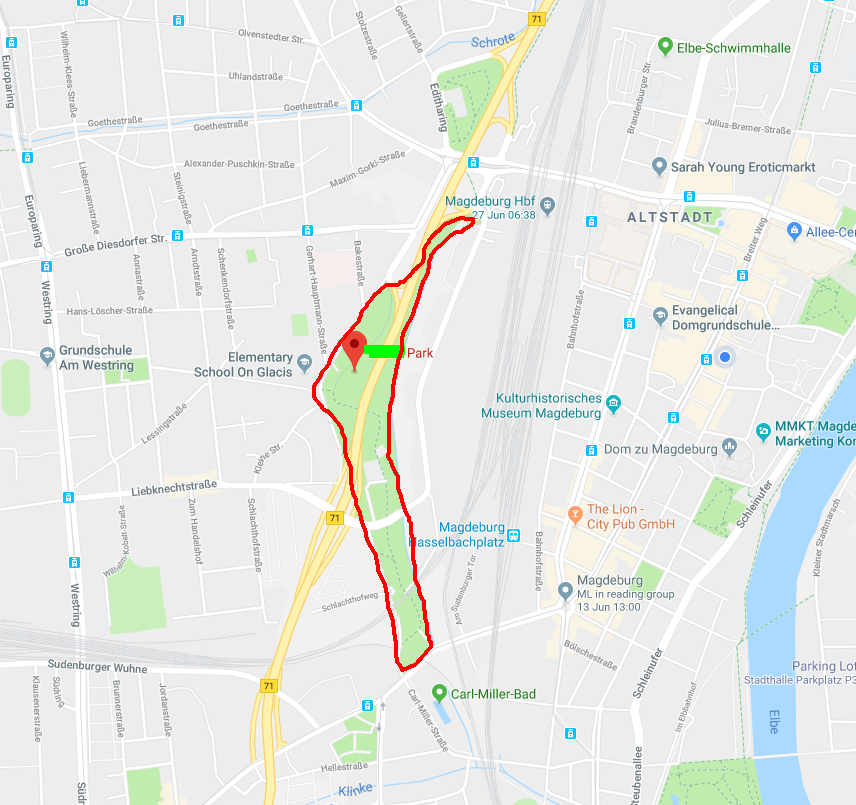 71
Olvenstedter Str.
Stolzestraße
Gellertstraße
Schrote
Elbe-Schwimmhalle
Europaring
Wilhelm-Klees-Straße
Uhlandstraße
Editharing
Brandenburger Str.
Goethestraße
Goethestraße
Julius-Bremer-Straße
Liebermannstraße
Steinigstraße
Alexander-Puschkin-Straße
Maxim-Gorki-Straße
Sarah Young Eroticmarkt
Europaring
Magdeburg Hbf
27 Jun 06:38
ALTSTADT
Breiter Weg
Allee-Cen
Große Diesdorfer Str.
Annastraße
Arndtstraße
Schenkendorfstraße
Gerhart-Hauptmann-Straße
Bakestraße
Westring
Hans-Löscher-Straße
Bahnhofstraße
Evangelical
Domgrundschule...
Grundschule
Am Westring
Elementary
School On Glacis
Park
Kulturhistorisches
Museum Magdeburg
Lessingstraße
Kleine Str.
MMKT Magde
Marketing Kon
Dom zu Magdeburg
Liebknechtstraße
Schleinufer
71
The Lion -
City Pub GmbH
Zum Handelshof
Schlachthofstraße
Magdeburg
Hasselbachplatz
Kleiner Stadtmarsch
Bahnhofstraße
Am Sudenburger Tor
Westring
Schlachthofweg
Magdeburg
ML in reading group
13 Jun 13:00
Bölschestraße
Schleinufer
Sudenburger Wuhne
Parking Lot
Stadthalle Parkplatz P3
71
Klausenerstraße
Südring
Brunnerstraße
Jordanstraße
Carl-Miller-Bad
Carl-Miller-Straße
Im Elbbahnhof
Elbe
Hellestraße
Klinke
Steubenallee